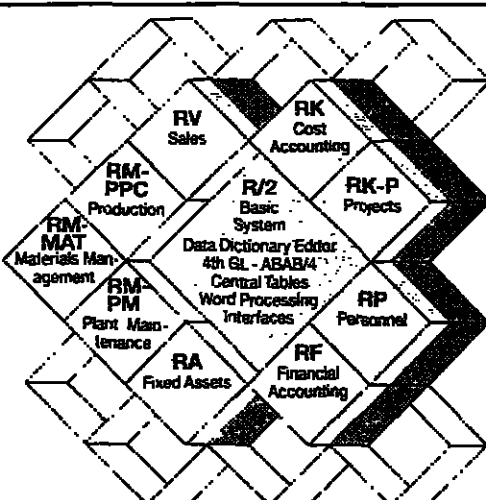 RV
Sales
RK
Cost
Accounting
RM-
PPC
Production
R/2
Basic
System
Data Dictionary Editor
4th GL - ABAB/4
Central Tables
Word Processing
Interfaces
RK-P
Projects
RM-
MAT
Materials Man-
agement
RM-
PM
Plant Main-
tenance
RP
Personnel
RA
Fixed Assets
RF
Financial
Accounting